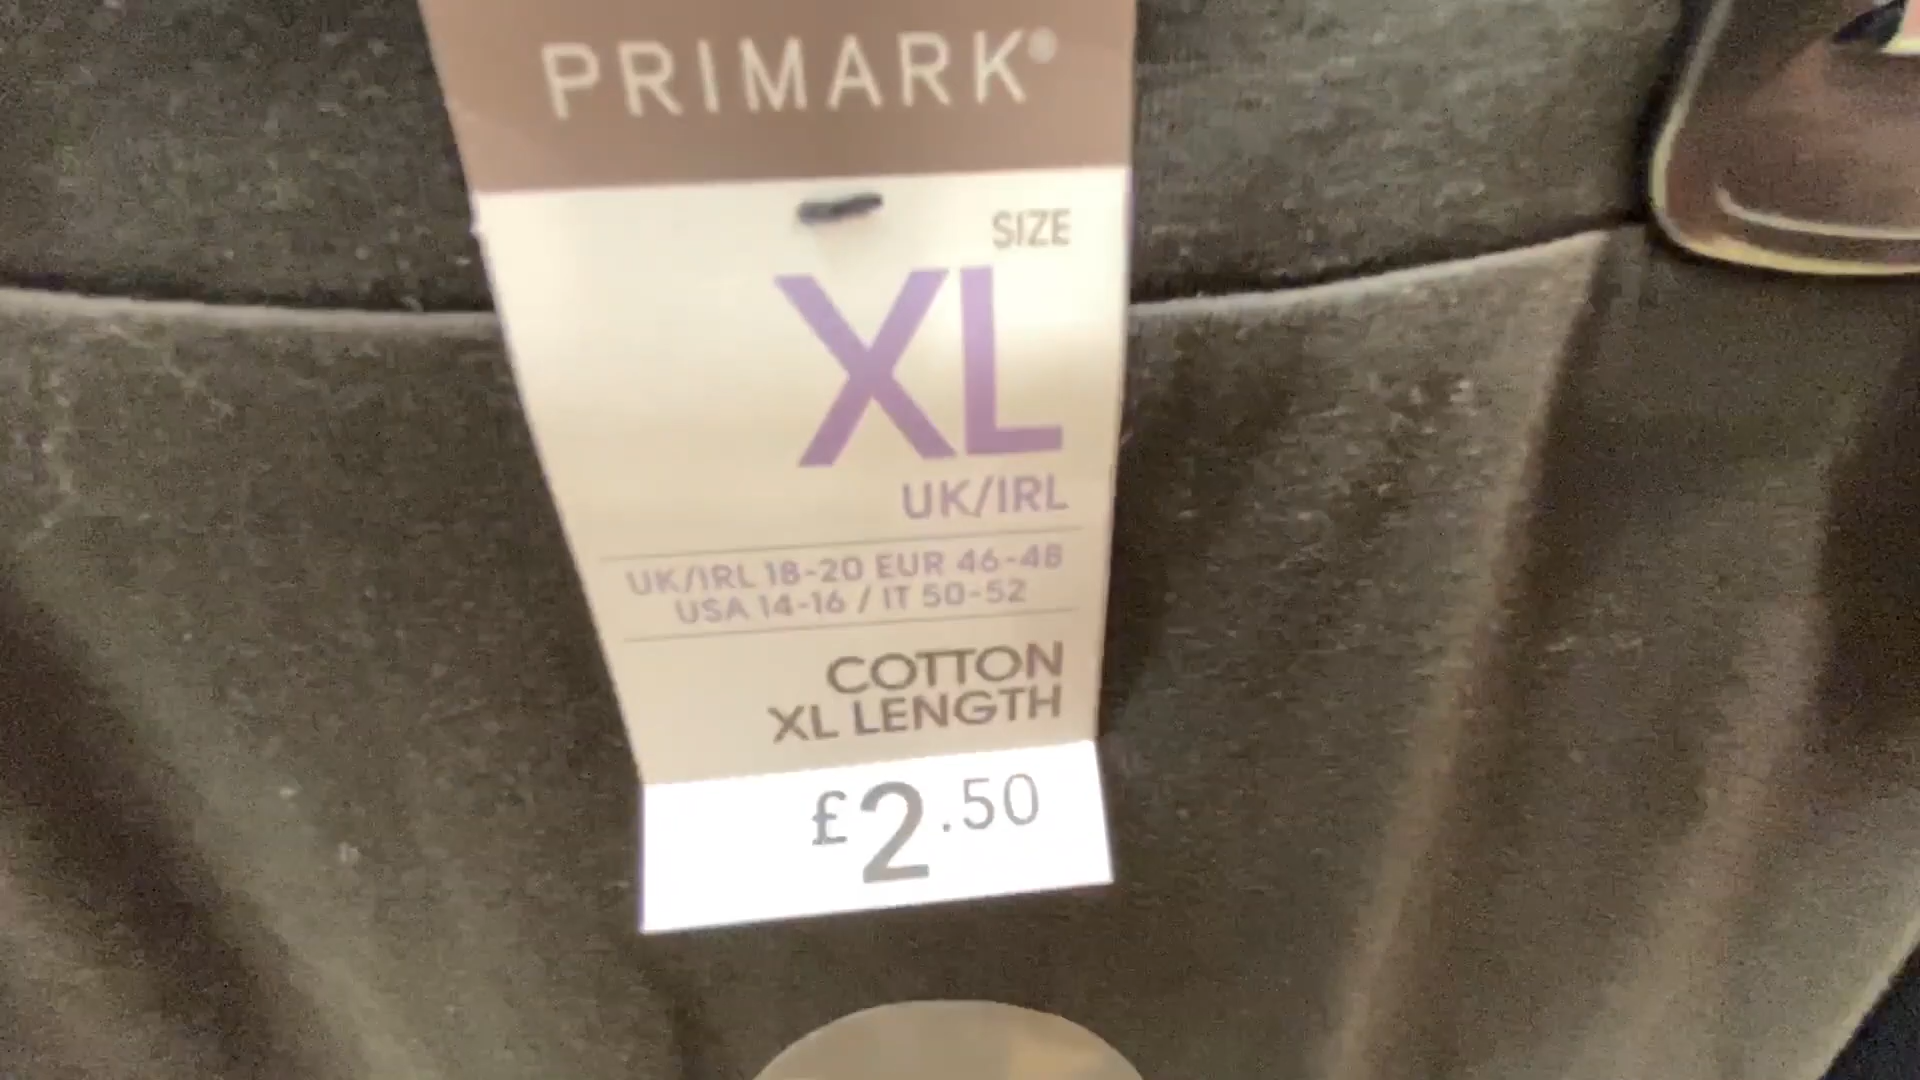 PRIMARK®
SIZE
XL
UK/IRL
UK/IRL 18-20 EUR 46-48
USA 14-16 / IT 50-52
COTTON
XL LENGTH
£2.50